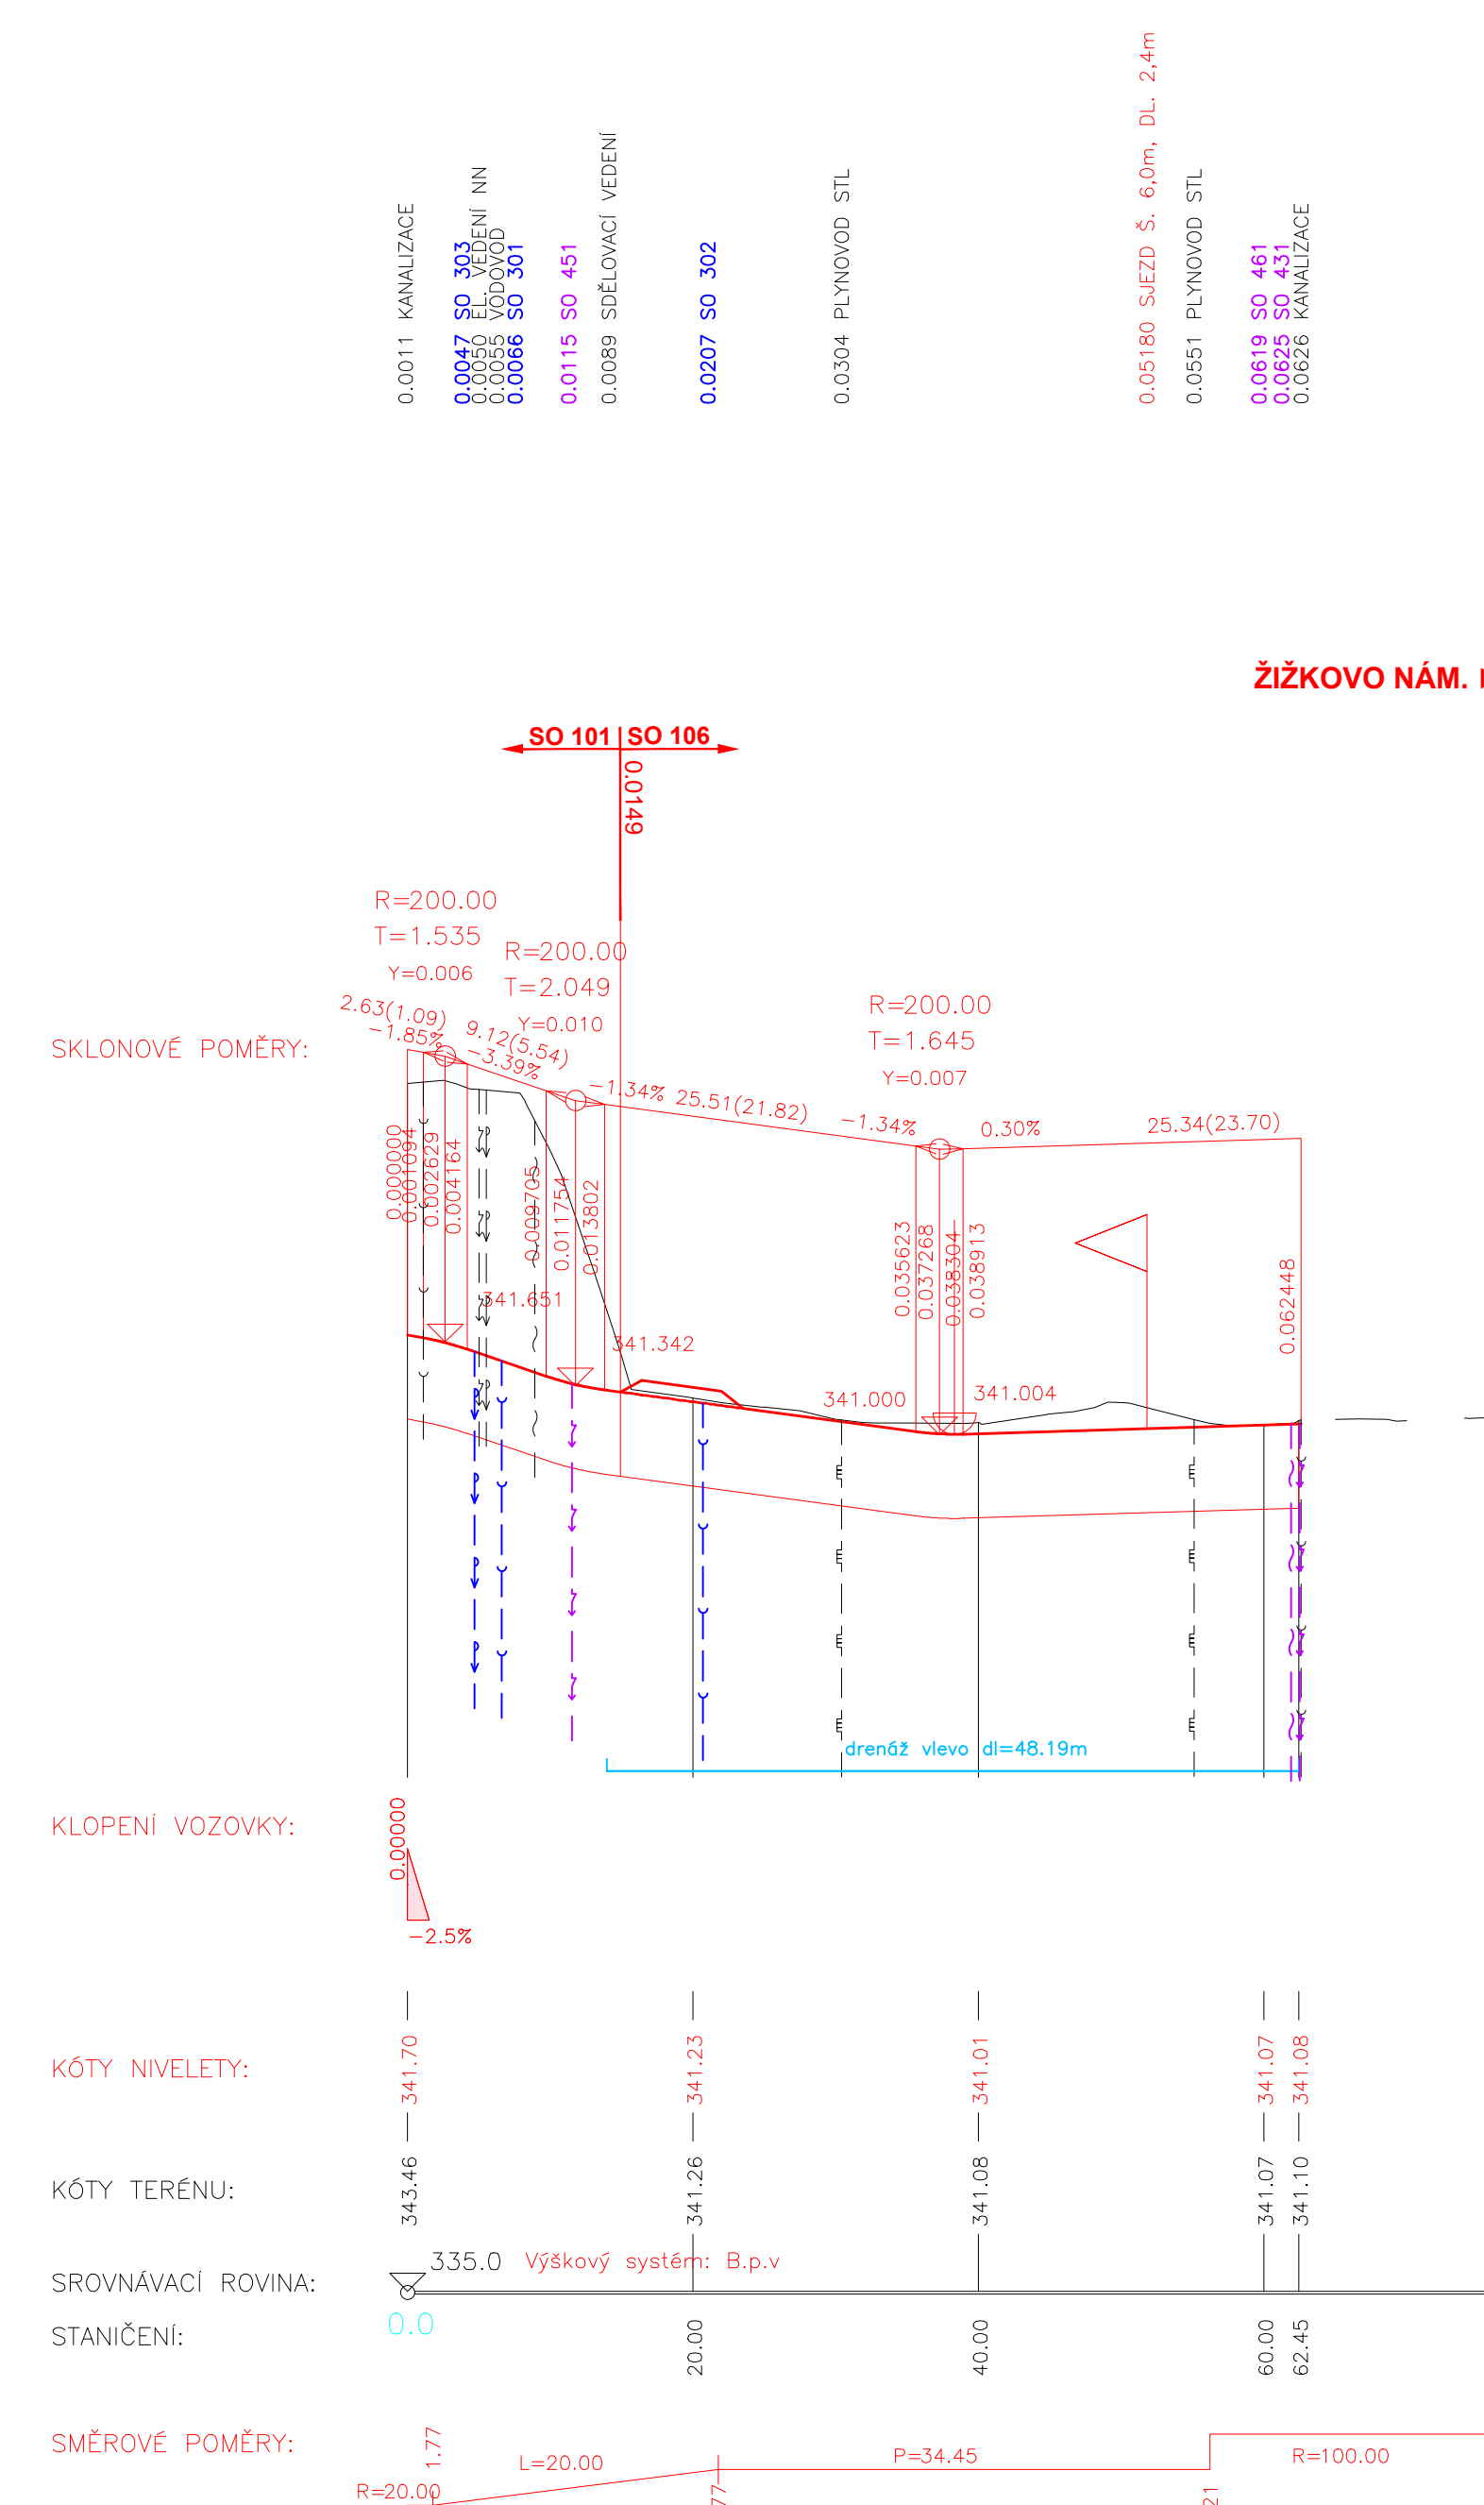 0.0011 KANALIZACE
0.0047 SO 303
0.0050 EL. VEDENÍ NN
0.0055 VODOVOD
0.0066 SO 301
0.0115 SO 451
0.0089 SDĚLOVACÍ VEDENÍ
0.0207 SO 302
0.0304 PLYNOVOD STL
0.05180 SJEZD Š. 6,0m, DL. 2,4m
0.0551 PLYNOVOD STL
0.0619 SO 461
0.0625 SO 431
0.0626 KANALIZACE
ŽIŽKOVO NÁM.
SO 101 SO 106
0.0149
R=200.00
T=1.535
Y=0.006
R=200.00
T=2.049
Y=0.010
R=200.00
T=1.645
Y=0.007
SKLONOVÉ POMĚRY:
2.63(1.09)
-1.85%
9.12(5.54)
-3.39%
-1.34% 25.51(21.82)
-1.34%
0.30%
25.34(23.70)
0.000000
0.001094
0.002629
0.004164
0.009705
0.011754
0.013802
0.035623
0.037268
0.038304
0.038913
0.062448
341.651
341.342
341.000
341.004
drenáž vlevo dl=48.19m
KLOPENÍ VOZOVKY:
0.00000
-2.5%
KÓTY NIVELETY:
341.70
341.23
341.01
341.07
341.08
KÓTY TERÉNU:
343.46
341.26
341.08
341.07
341.10
SROVNÁVACÍ ROVINA:
335.0 Výškový systém: B.p.v
STANIČENÍ:
0.0
20.00
40.00
60.00
62.45
SMĚROVÉ POMĚRY:
R=20.00
1.77
L=20.00
P=34.45
R=100.00